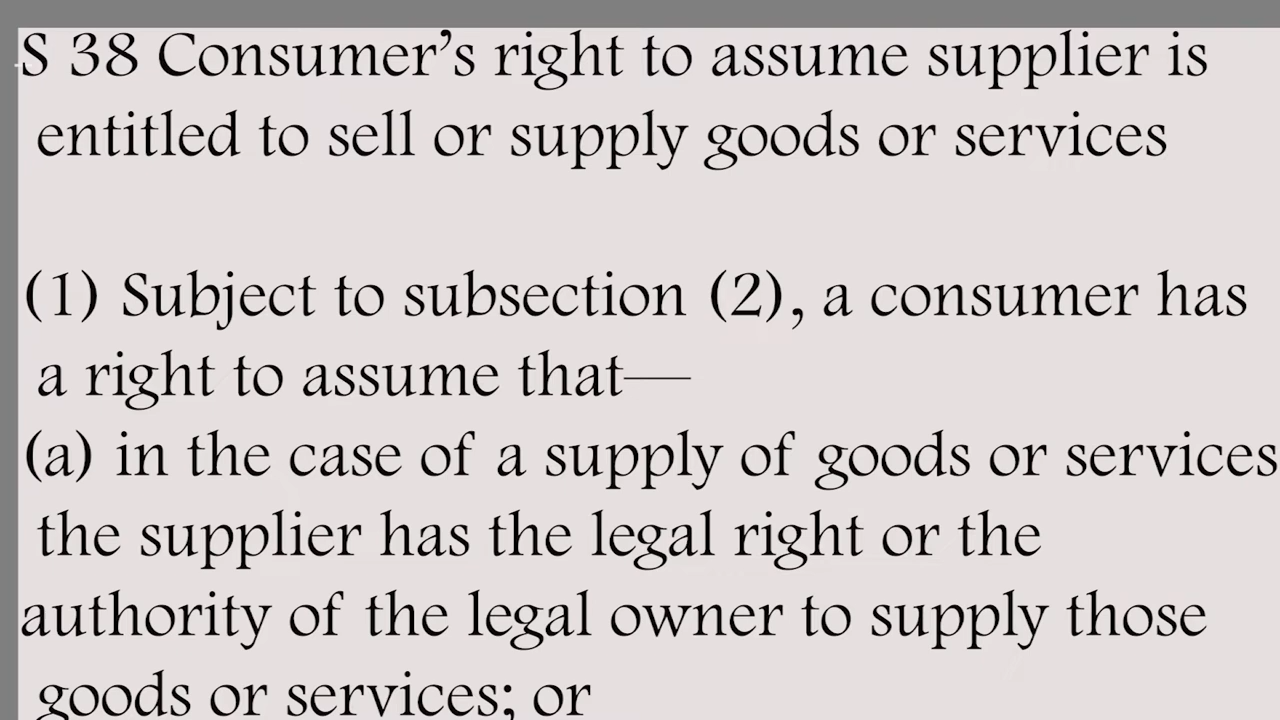 S 38 Consumer’s right to assume supplier is
entitled to sell or supply goods or services
(1) Subject to subsection (2), a consumer has
a right to assume that—
(a) in the case of a supply of goods or services
the supplier has the legal right or the
authority of the legal owner to supply those
goods or services; or